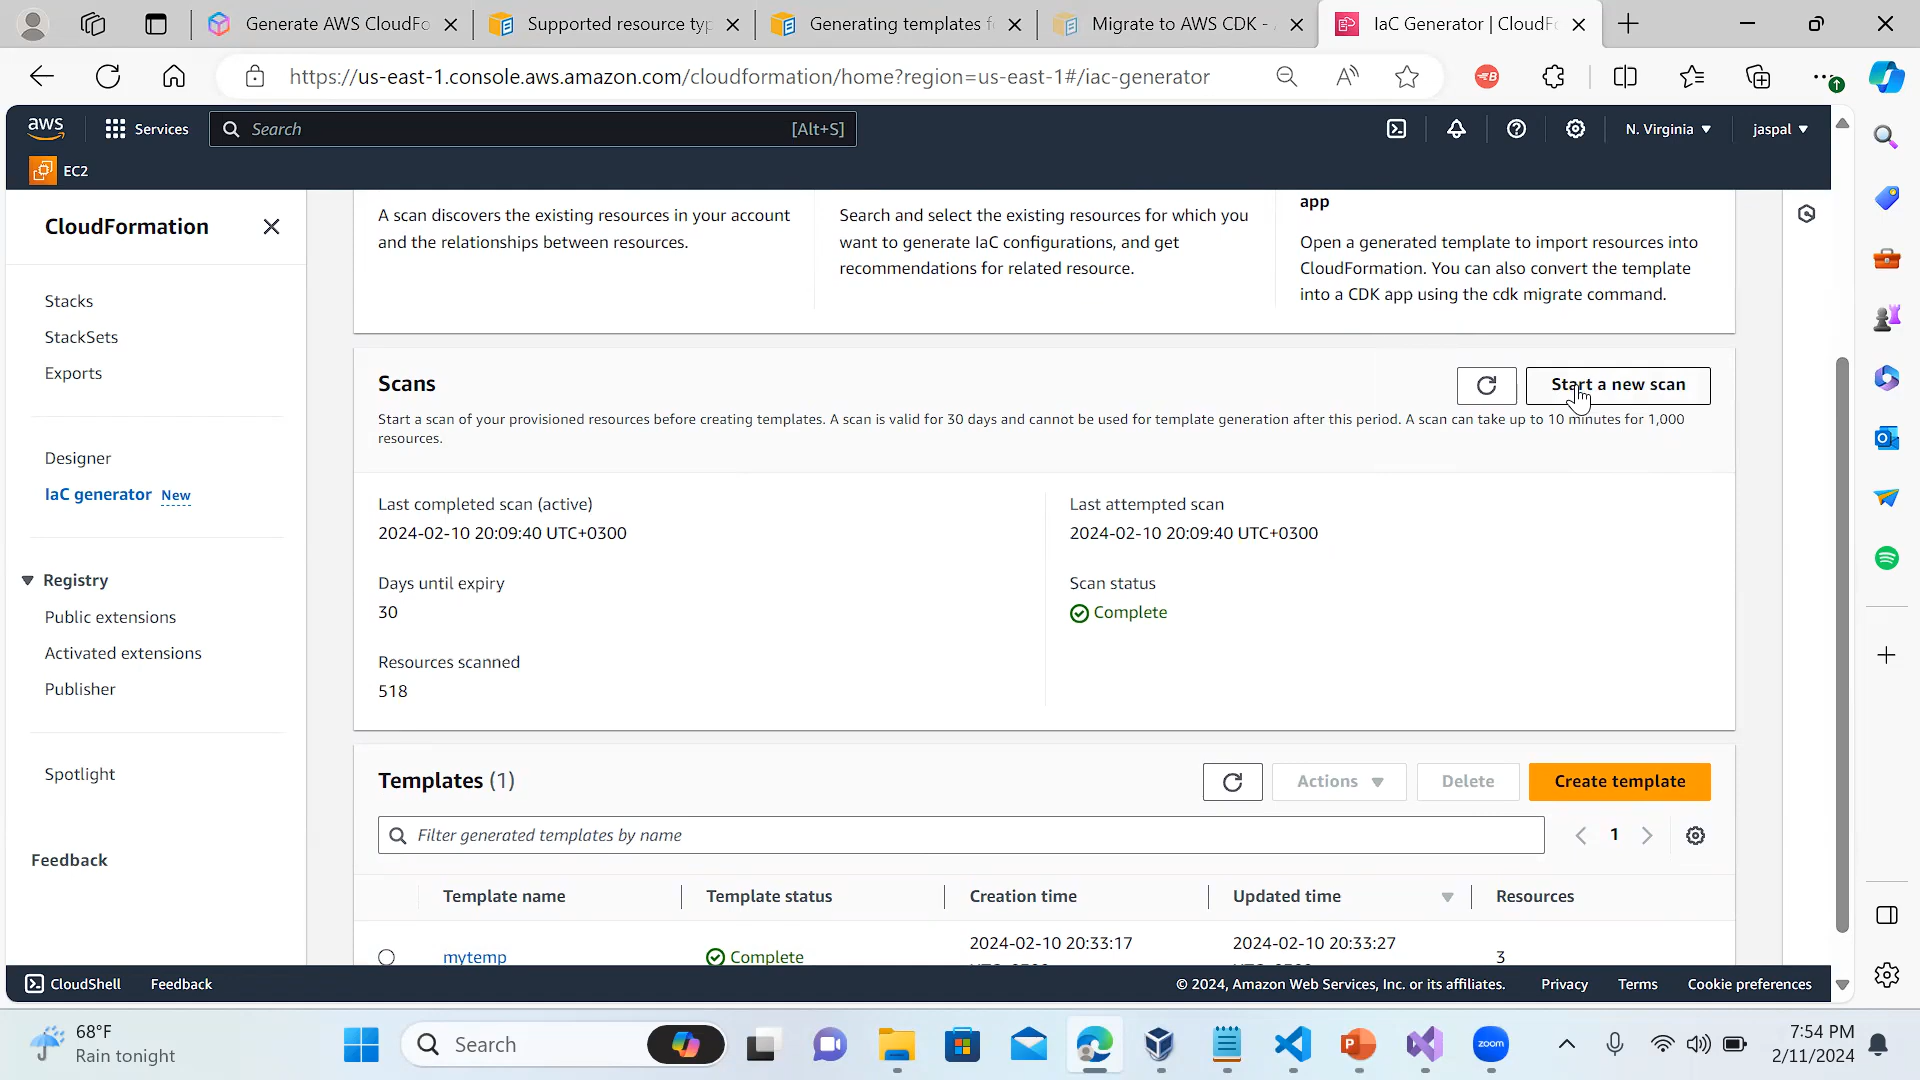 Generate AWS CloudFo
Supported resource typ
Generating templates f
Migrate to AWS CDK -
IaC Generator | CloudFo
https://us-east-1.console.aws.amazon.com/cloudformation/home?region=us-east-1#/iac-generator
aws
Services
Search
[Alt+S]
N. Virginia
jaspal
EC2
CloudFormation
Stacks
StackSets
Exports
Designer
IaC generator New
Registry
Public extensions
Activated extensions
Publisher
Spotlight
Feedback
A scan discovers the existing resources in your account
and the relationships between resources.
Search and select the existing resources for which you
want to generate IaC configurations, and get
recommendations for related resource.
app
Open a generated template to import resources into
CloudFormation. You can also convert the template
into a CDK app using the cdk migrate command.
Scans
Start a new scan
Start a scan of your provisioned resources before creating templates. A scan is valid for 30 days and cannot be used for template generation after this period. A scan can take up to 10 minutes for 1,000
resources.
Last completed scan (active)
2024-02-10 20:09:40 UTC+0300
Last attempted scan
2024-02-10 20:09:40 UTC+0300
Days until expiry
30
Scan status
Complete
Resources scanned
518
Templates (1)
Actions
Delete
Create template
Filter generated templates by name
1
Template name
Template status
Creation time
Updated time
Resources
mytemp
Complete
2024-02-10 20:33:17
2024-02-10 20:33:27
3
CloudShell
Feedback
© 2024, Amazon Web Services, Inc. or its affiliates.
Privacy
Terms
Cookie preferences
68°F
Rain tonight
Search
zoom
7:54 PM
2/11/2024